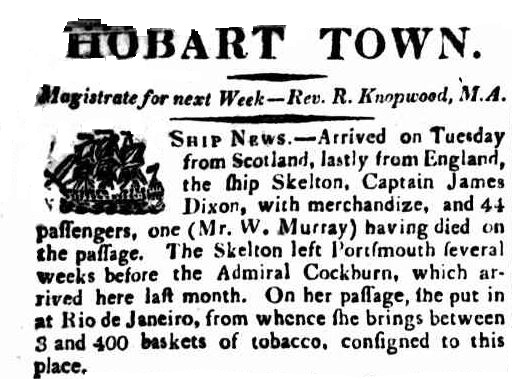 HOBART TOWN.
Magistrate for next Week—Rev. R. Knopwood, M.A.
SHIP NEWS.—Arrived on Tuesday
from Scotland, lastly from England,
the ſhip Skelton, Captain James
Dixon, with merchandize, and 44
paſſengers, one (Mr. W. Murray) having died on
the paſſage. The Skelton left Portſmouth ſeveral
weeks before the Admiral Cockburn, which ar-
rived here laſt month. On her paſſage, ſhe put in
at Rio de Janeiro, from whence ſhe brings between
3 and 400 baskets of tobacco, conſigned to this
place.